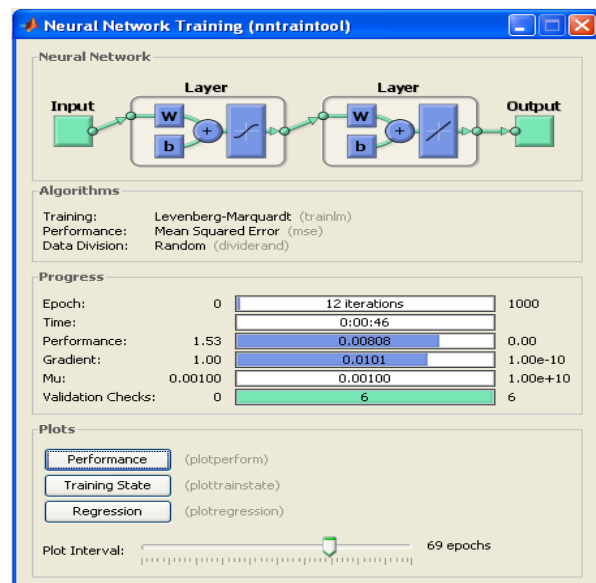 Neural Network Training (nntraintool)
Neural Network
Layer Layer
Input W b + W b + Output
Algorithms
Training: Levenberg-Marquardt (trainlm)
Performance: Mean Squared Error (mse)
Data Division: Random (dividerand)
Progress
Epoch: 0 12 iterations 1000
Time: 0:00:46
Performance: 1.53 0.00808 0.00
Gradient: 1.00 0.0101 1.00e-10
Mu: 0.00100 0.00100 1.00e+10
Validation Checks: 0 6 6
Plots
Performance (plotperform)
Training State (plottrainstate)
Regression (plotregression)
Plot Interval: 69 epochs